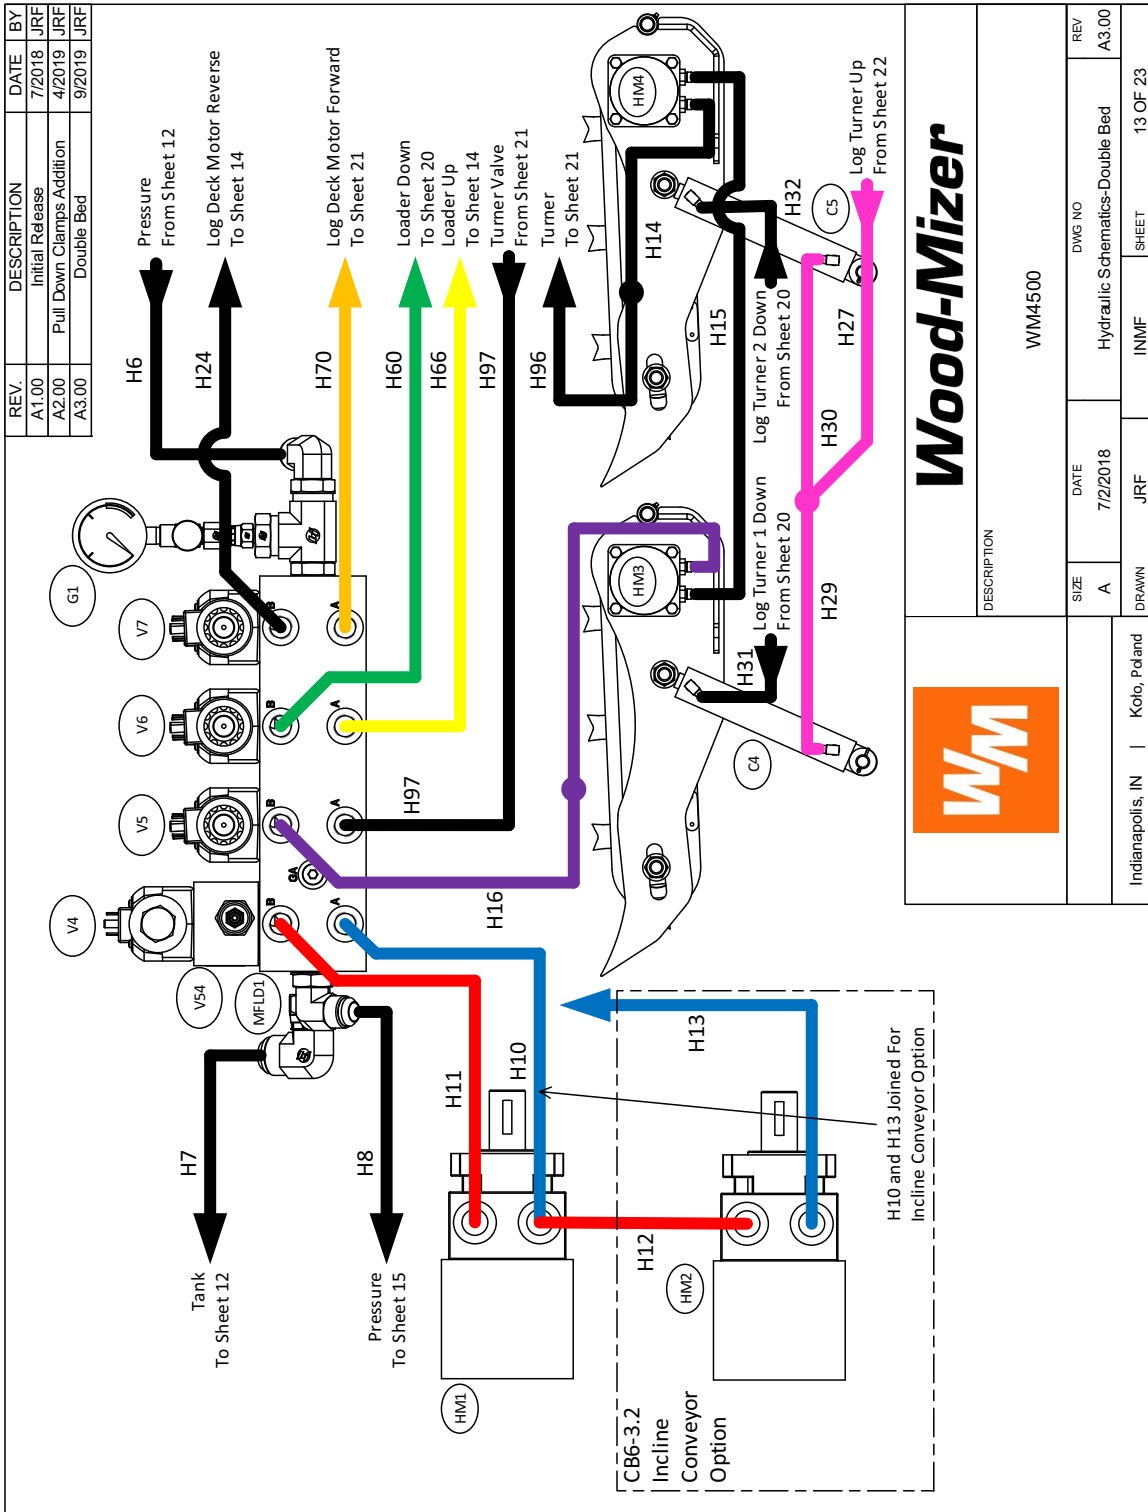 REV. DESCRIPTION DATE BY
A1.00 Initial Release 7/2018 JRF
A2.00 Pull Down Clamps Addition 4/2019 JRF
A3.00 Double Bed 9/2019 JRF
Tank
To Sheet 12
H7
Pressure
To Sheet 15
H8
V4
V54
MFLD1
V5
V6
V7
G1
B
B
B
B
A
A
A
A
GA
H6
Pressure
From Sheet 12
H24
Log Deck Motor Reverse
To Sheet 14
H70
Log Deck Motor Forward
To Sheet 21
H60
Loader Down
To Sheet 20
H66
Loader Up
To Sheet 14
H97
H97
Turner Valve
From Sheet 21
H96
Turner
To Sheet 21
H16
H11
H10
H12
H13
HM1
HM2
HM3
HM4
H14
H15
H31
Log Turner 1 Down
From Sheet 20
H32
Log Turner 2 Down
From Sheet 20
C4
C5
H29
H30
H27
Log Turner Up
From Sheet 22
CB6-3.2
Incline
Conveyor
Option
H10 and H13 Joined For
Incline Conveyor Option
WM
Wood-Mizer
Indianapolis, IN | Koło, Poland
DESCRIPTION
WM4500
SIZE DATE DWG NO REV
A 7/2/2018 Hydraulic Schematics-Double Bed A3.00
DRAWN JRF INMF SHEET 13 OF 23